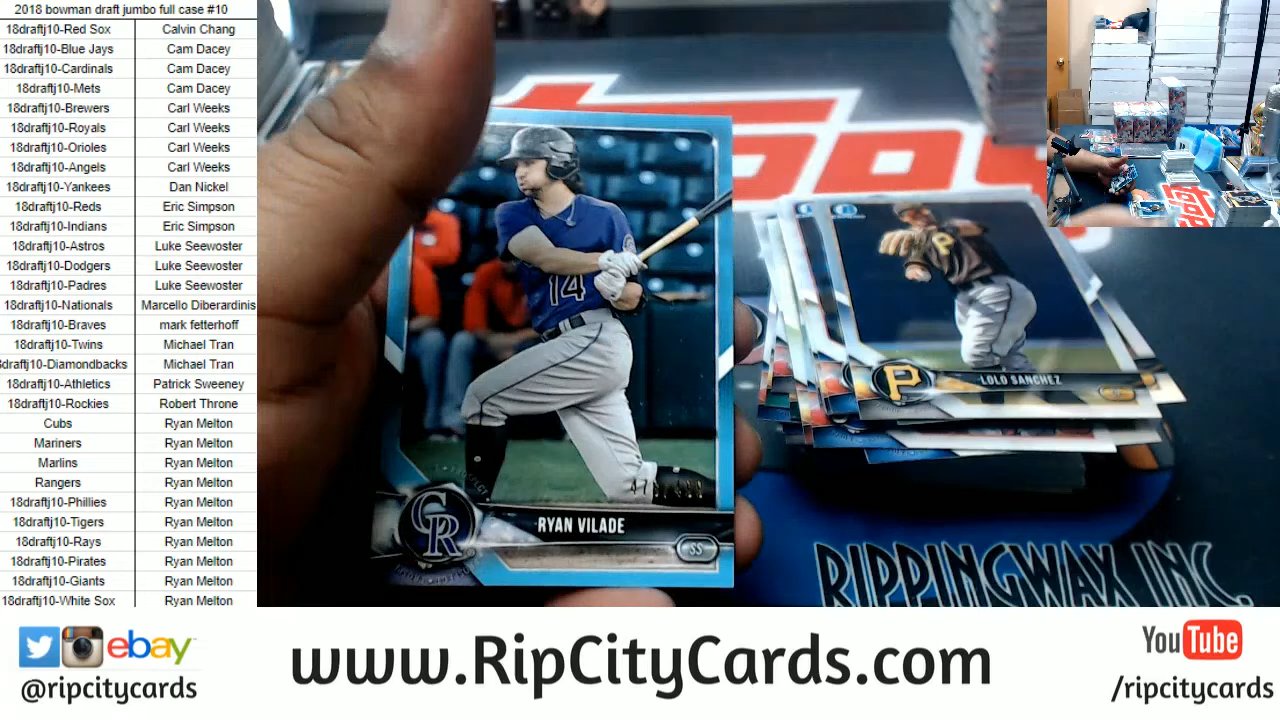 2018 bowman draft jumbo full case #10
18draftj10-Red Sox Calvin Chang
18draftj10-Blue Jays Cam Dacey
18draftj10-Cardinals Cam Dacey
18draftj10-Mets Cam Dacey
18draftj10-Brewers Carl Weeks
18draftj10-Royals Carl Weeks
18draftj10-Orioles Carl Weeks
18draftj10-Angels Carl Weeks
18draftj10-Yankees Dan Nickel
18draftj10-Reds Eric Simpson
18draftj10-Indians Eric Simpson
18draftj10-Astros Luke Seewoster
18draftj10-Dodgers Luke Seewoster
18draftj10-Padres Luke Seewoster
18draftj10-Nationals Marcello Diberardinis
18draftj10-Braves mark fetterhoff
18draftj10-Twins Michael Tran
8draftj10-Diamondbacks Michael Tran
18draftj10-Athletics Patrick Sweeney
18draftj10-Rockies Robert Throne
Cubs Ryan Melton
Mariners Ryan Melton
Marlins Ryan Melton
Rangers Ryan Melton
18draftj10-Phillies Ryan Melton
18draftj10-Tigers Ryan Melton
18draftj10-Rays Ryan Melton
18draftj10-Pirates Ryan Melton
18draftj10-Giants Ryan Melton
18draftj10-White Sox Ryan Melton
14
CR
RYAN VILADE
SS
P
P
LOLO SANCHEZ
RIPPINGWAX INC.
ebay
@ripcitycards
www.RipCityCards.com
YouTube
/ripcitycards